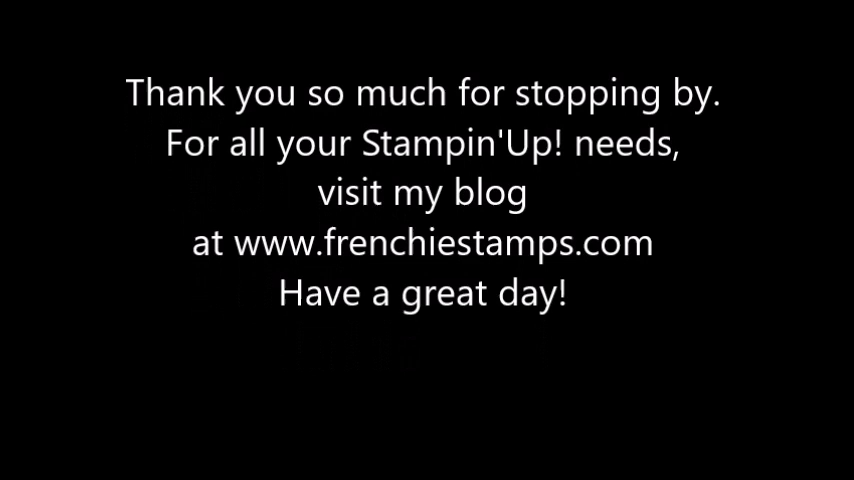 Thank you so much for stopping by.
For all your Stampin'Up! needs,
visit my blog
at www.frenchiestamps.com
Have a great day!